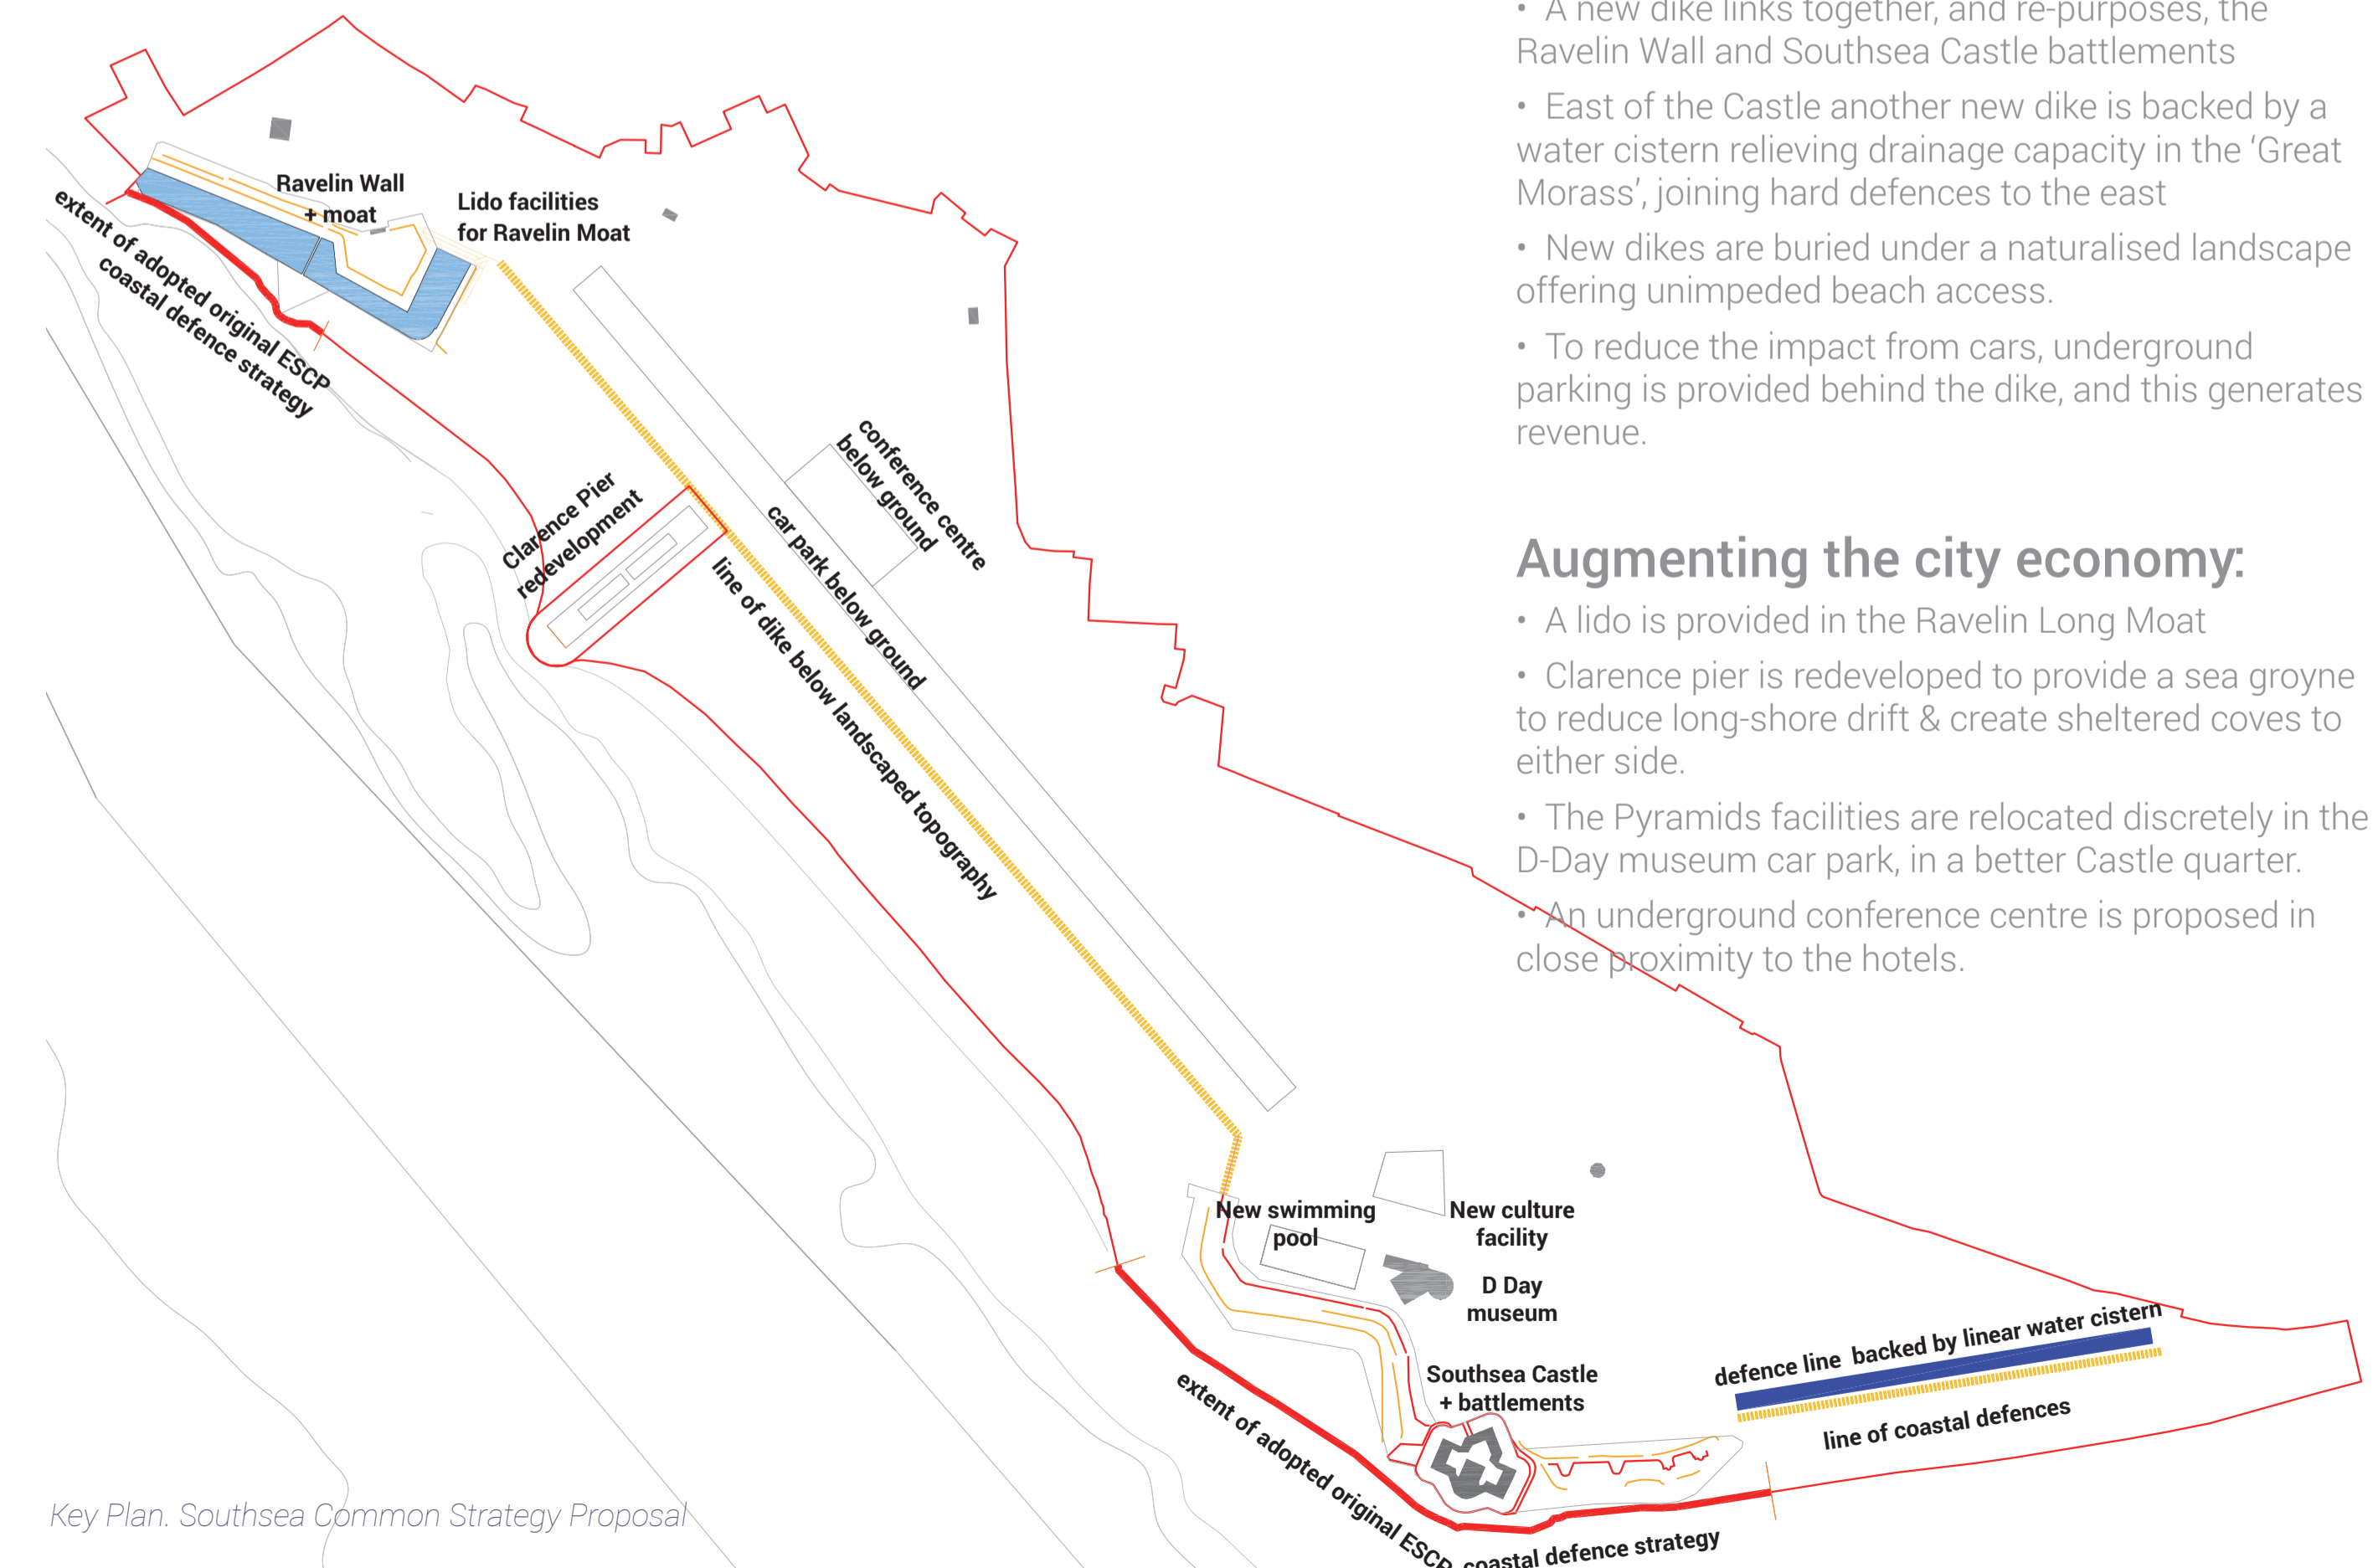 • A new dike links together, and re-purposes, the
Ravelin Wall and Southsea Castle battlements
• East of the Castle another new dike is backed by a
water cistern relieving drainage capacity in the ‘Great
Morass’, joining hard defences to the east
• New dikes are buried under a naturalised landscape
offering unimpeded beach access.
• To reduce the impact from cars, underground
parking is provided behind the dike, and this generates
revenue.
Augmenting the city economy:
• A lido is provided in the Ravelin Long Moat
• Clarence pier is redeveloped to provide a sea groyne
to reduce long-shore drift & create sheltered coves to
either side.
• The Pyramids facilities are relocated discretely in the
D-Day museum car park, in a better Castle quarter.
• An underground conference centre is proposed in
close proximity to the hotels.
Ravelin Wall
+ moat
Lido facilities
for Ravelin Moat
extent of adopted original ESCP
coastal defence strategy
Clarence Pier
redevelopment
conference centre
below ground
car park below ground
line of dike below landscaped topography
New swimming
pool
New culture
facility
D Day
museum
Southsea Castle
+ battlements
defence line backed by linear water cistern
line of coastal defences
extent of adopted original ESCP coastal defence strategy
Key Plan. Southsea Common Strategy Proposal